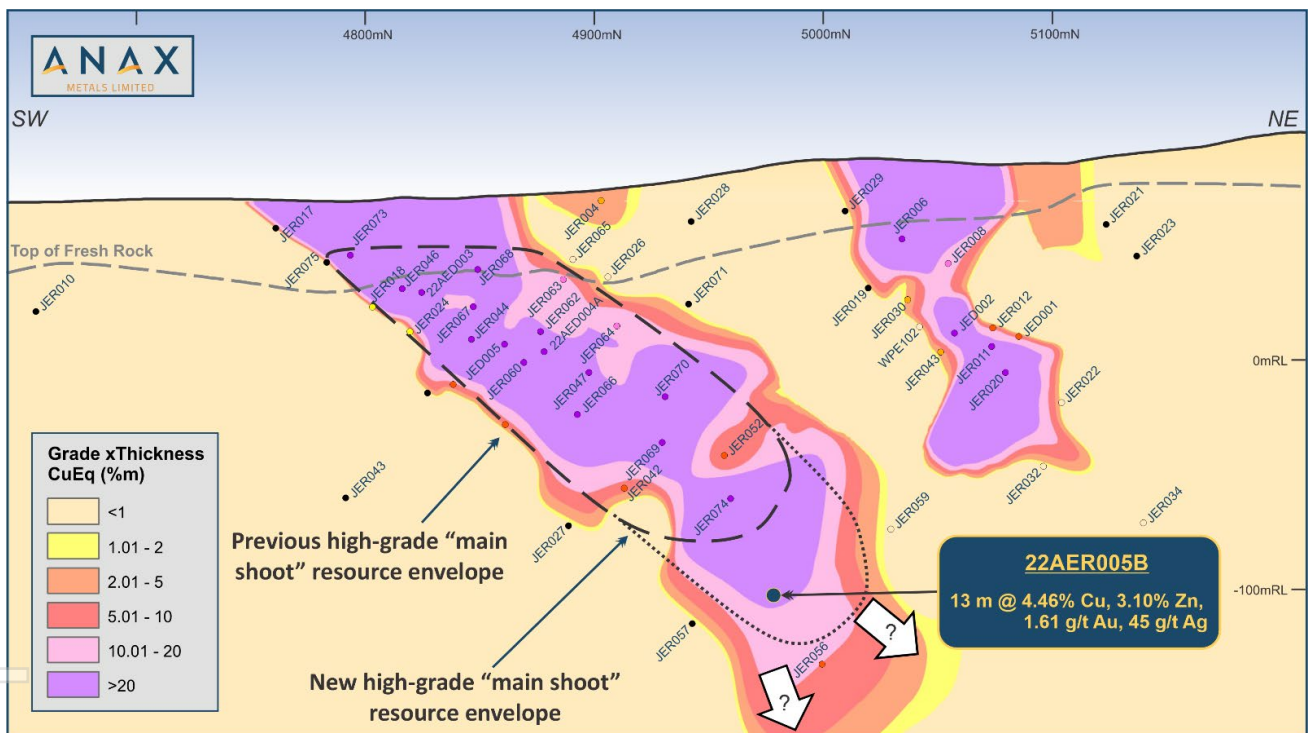 4800mN
4900mN
5000mN
5100mN
ANAX
METALS LIMITED
SW
NE
JER017
JER073
JER004
JER065
JER026
JER028
JER029
JER006
JER008
JER021
JER023
Top of Fresh Rock
JER010
JER075
JER018
JER046
22AED003
JER068
JER063
JER071
JER019
JER030
WPE102
JER043
JED002
JER012
JED001
JER024
JER067
JER044
JER062
22AED004A
JER064
JED005
JER060
JER047
JER066
JER070
JER011
JER020
JER022
0mRL
JER052
JER069
JER042
JER074
JER043
JER027
JER059
JER032
JER034
Grade xThickness
CuEq (%m)
<1
1.01 - 2
2.01 - 5
5.01 - 10
10.01 - 20
>20
Previous high-grade “main
shoot” resource envelope
22AER005B
13 m @ 4.46% Cu, 3.10% Zn,
1.61 g/t Au, 45 g/t Ag
-100mRL
JER057
JER056
?
?
New high-grade “main shoot”
resource envelope